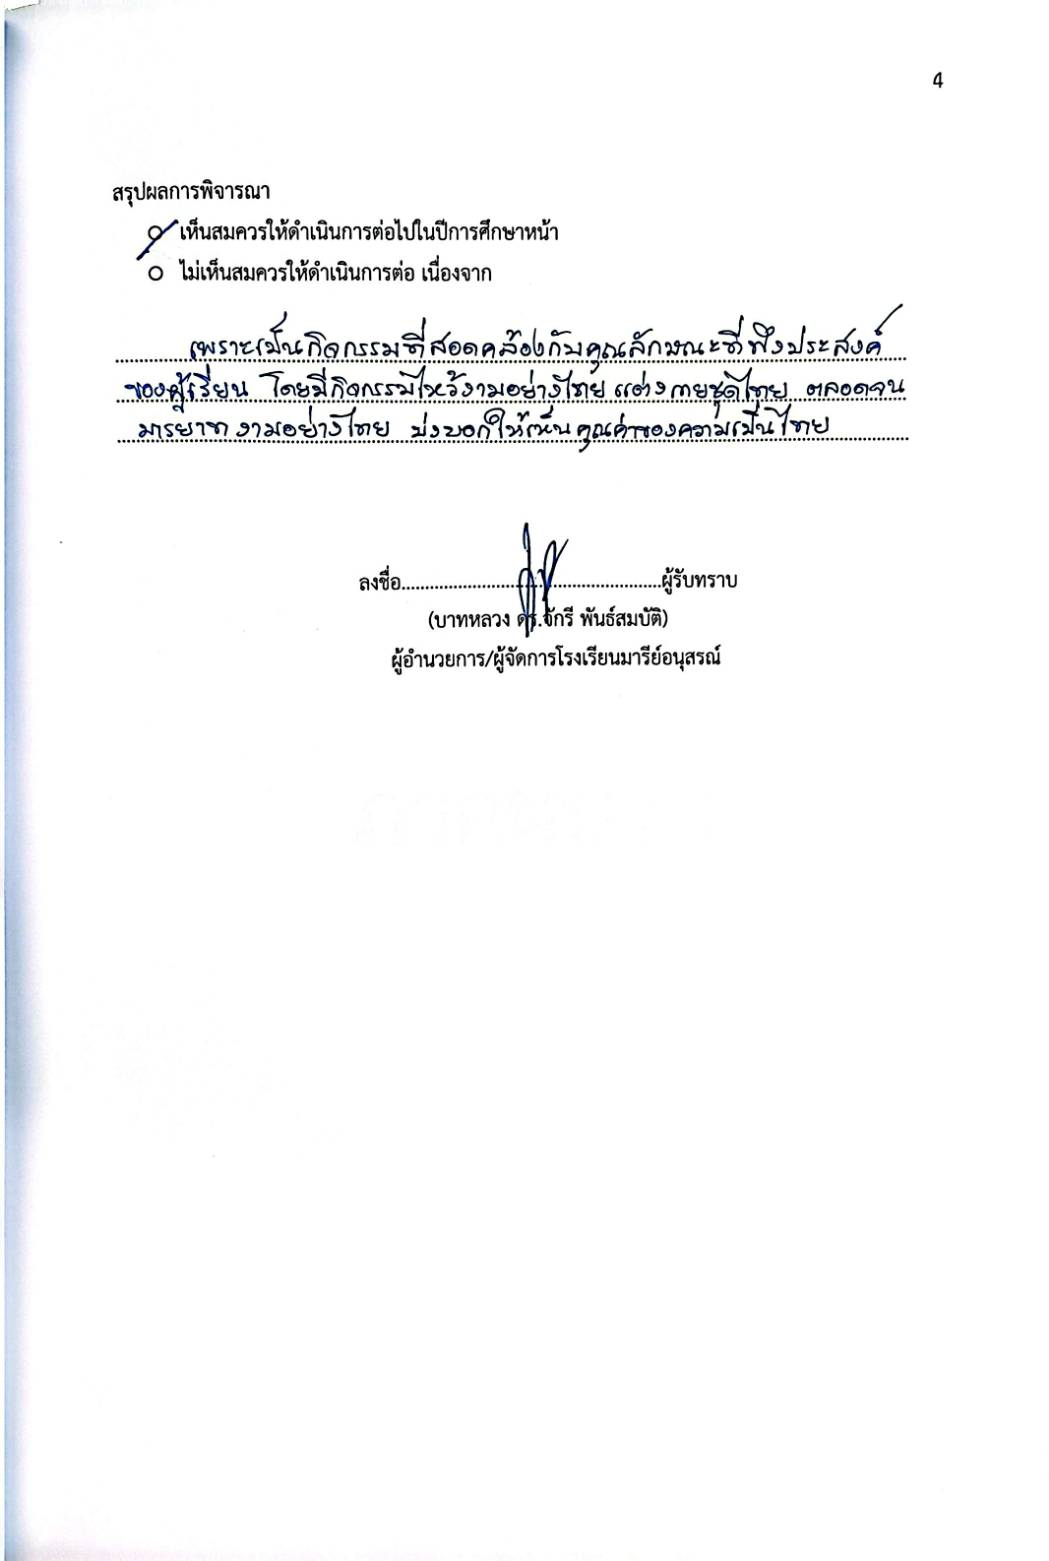 4
สรุปผลการพิจารณา
เห็นสมควรให้ดำเนินการต่อไปในปีการศึกษาหน้า
ไม่เห็นสมควรให้ดำเนินการต่อ เนื่องจาก
เพราะเป็นกิจกรรมที่สอดคล้องกับคุณลักษณะที่พึงประสงค์
ของผู้เรียน โดยมีกิจกรรมไหว้งามอย่างไทย แต่งกายชุดไทย ตลอดจน
มารยาทงามอย่างไทย บ่งบอกให้เห็นคุณค่าของความเป็นไทย
ลงชื่อ..................................................ผู้รับทราบ
(บาทหลวง ดร.จักรี พันธ์สมบัติ)
ผู้อำนวยการ/ผู้จัดการโรงเรียนมารีย์อนุสรณ์